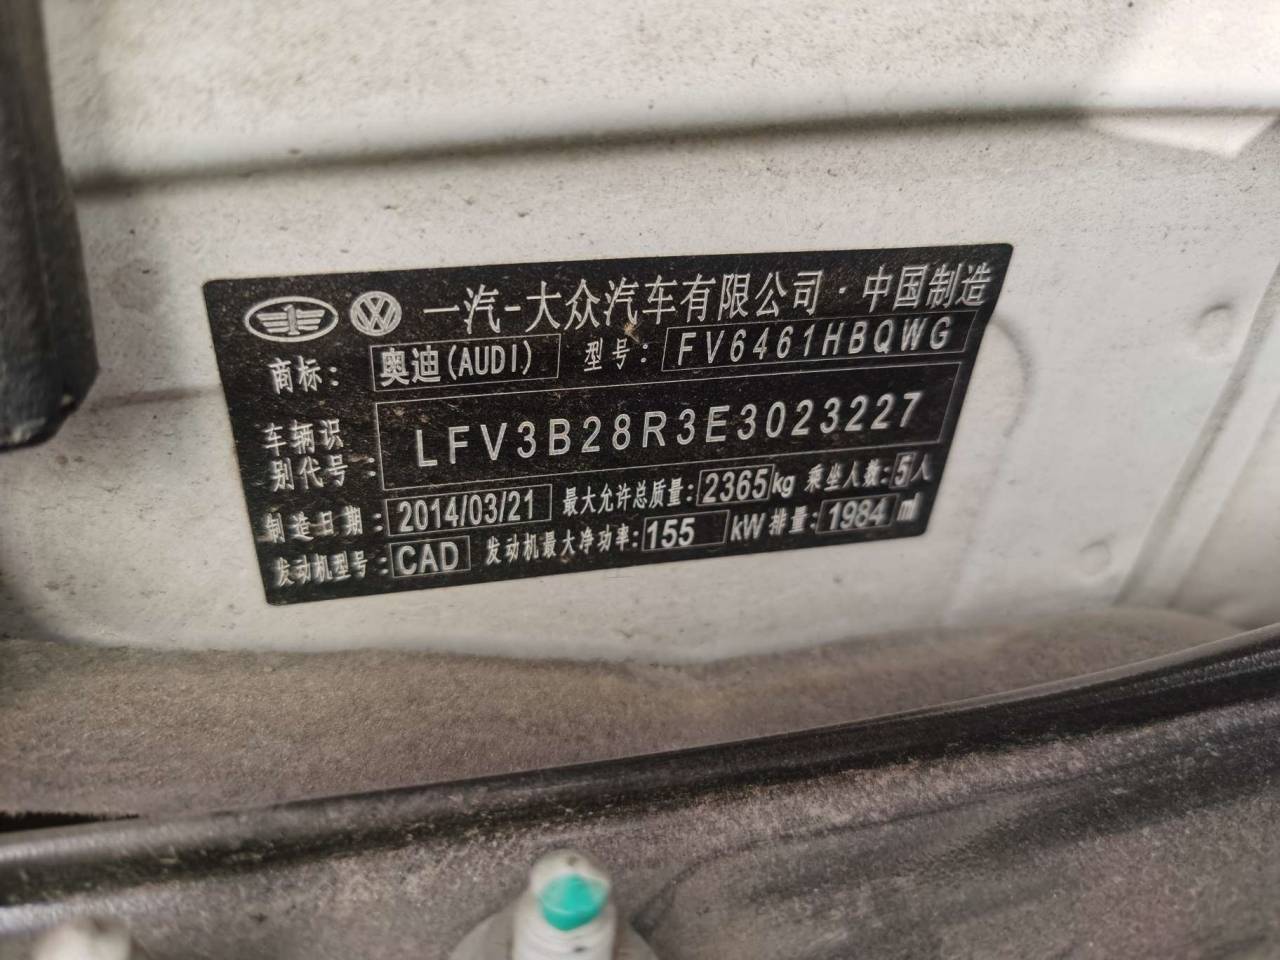 一汽-大众汽车有限公司·中国制造
商标: 奥迪(AUDI) 型号: FV6461HBQWG
车辆识别代号: LFV3B28R3E3023227
制造日期: 2014/03/21 最大允许总质量: 2365kg 乘坐人数: 5人
发动机型号: CAD 发动机最大净功率: 155 kW 排量: 1984 ml